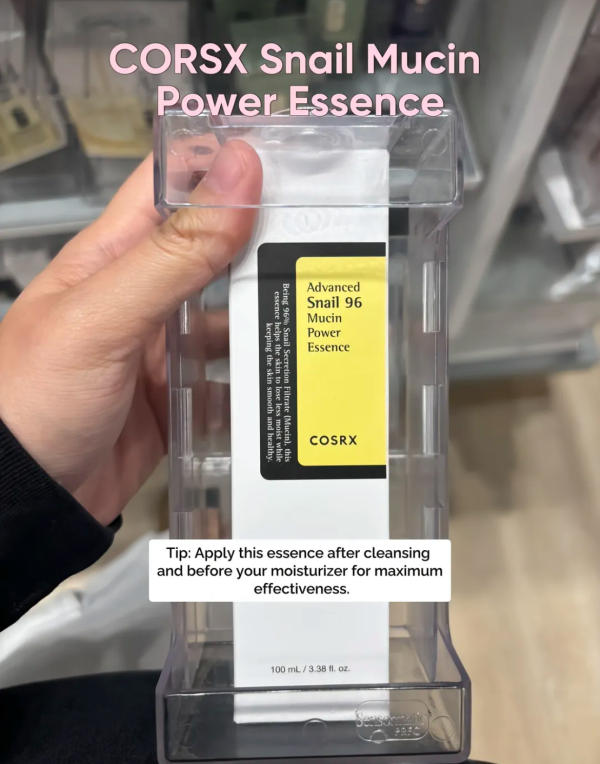 CORSX Snail Mucin
Power Essence
Being 96% Snail Secretion Filtrate (Mucin), this
essence helps the skin to lose less moist while
keeping the skin smooth and healthy.
Advanced
Snail 96
Mucin
Power
Essence
COSRX
Tip: Apply this essence after cleansing
and before your moisturizer for maximum
effectiveness.
100 mL / 3.38 fl. oz.